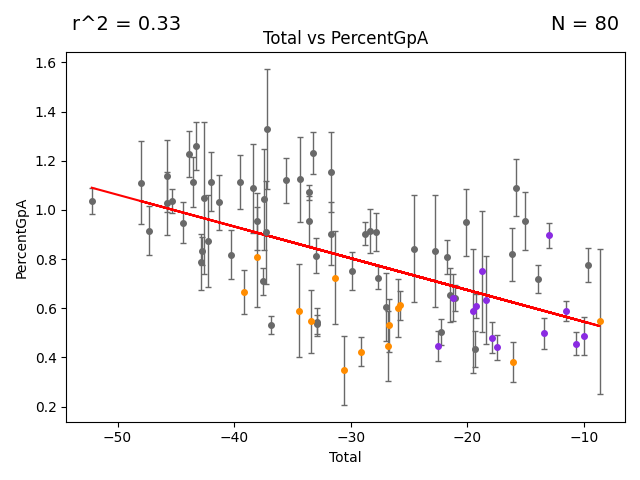 r^2 = 0.33
N = 80
Total vs PercentGpA
1.6
1.4
1.2
1.0
0.8
0.6
0.4
0.2
PercentGpA
−50
−40
−30
−20
−10
Total